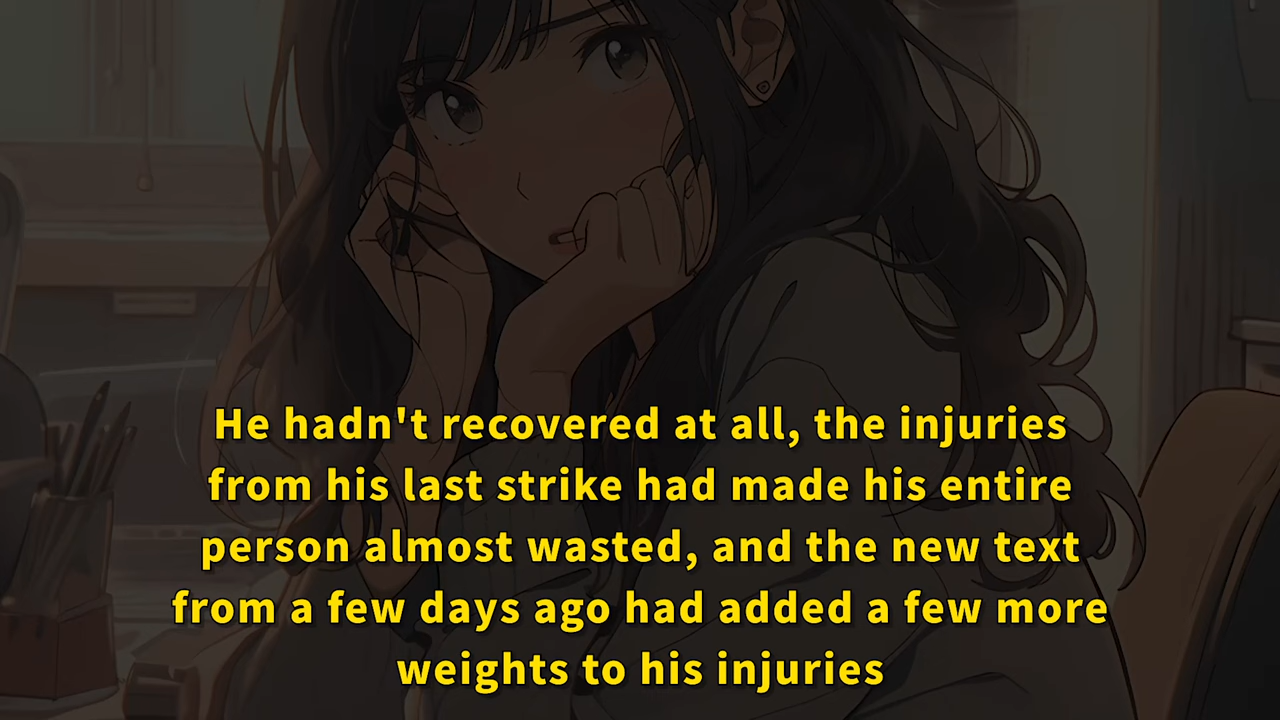 He hadn't recovered at all, the injuries
from his last strike had made his entire
person almost wasted, and the new text
from a few days ago had added a few more
weights to his injuries